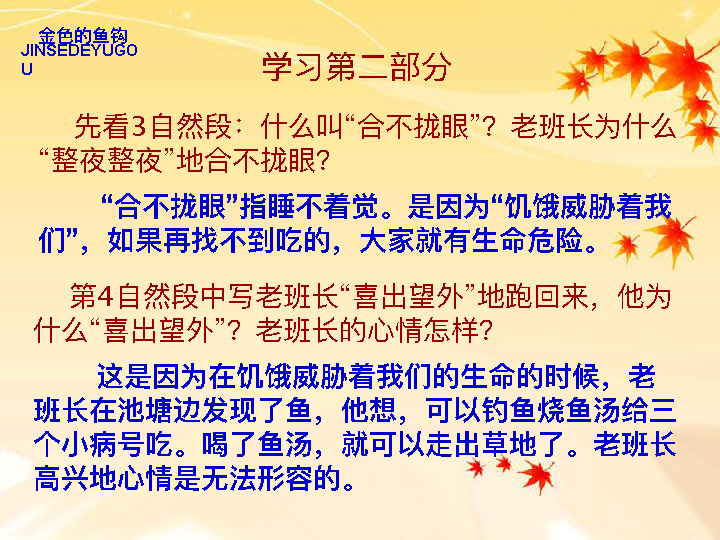 金色的鱼钩
JINSEDEYUGO
U
学习第二部分
先看3自然段：什么叫“合不拢眼”？老班长为什么
“整夜整夜”地合不拢眼？
“合不拢眼”指睡不着觉。是因为“饥饿威胁着我
们”，如果再找不到吃的，大家就有生命危险。
第4自然段中写老班长“喜出望外”地跑回来，他为
什么“喜出望外”？老班长的心情怎样？
这是因为在饥饿威胁着我们的生命的时候，老
班长在池塘边发现了鱼，他想，可以钓鱼烧鱼汤给三
个小病号吃。喝了鱼汤，就可以走出草地了。老班长
高兴地心情是无法形容的。